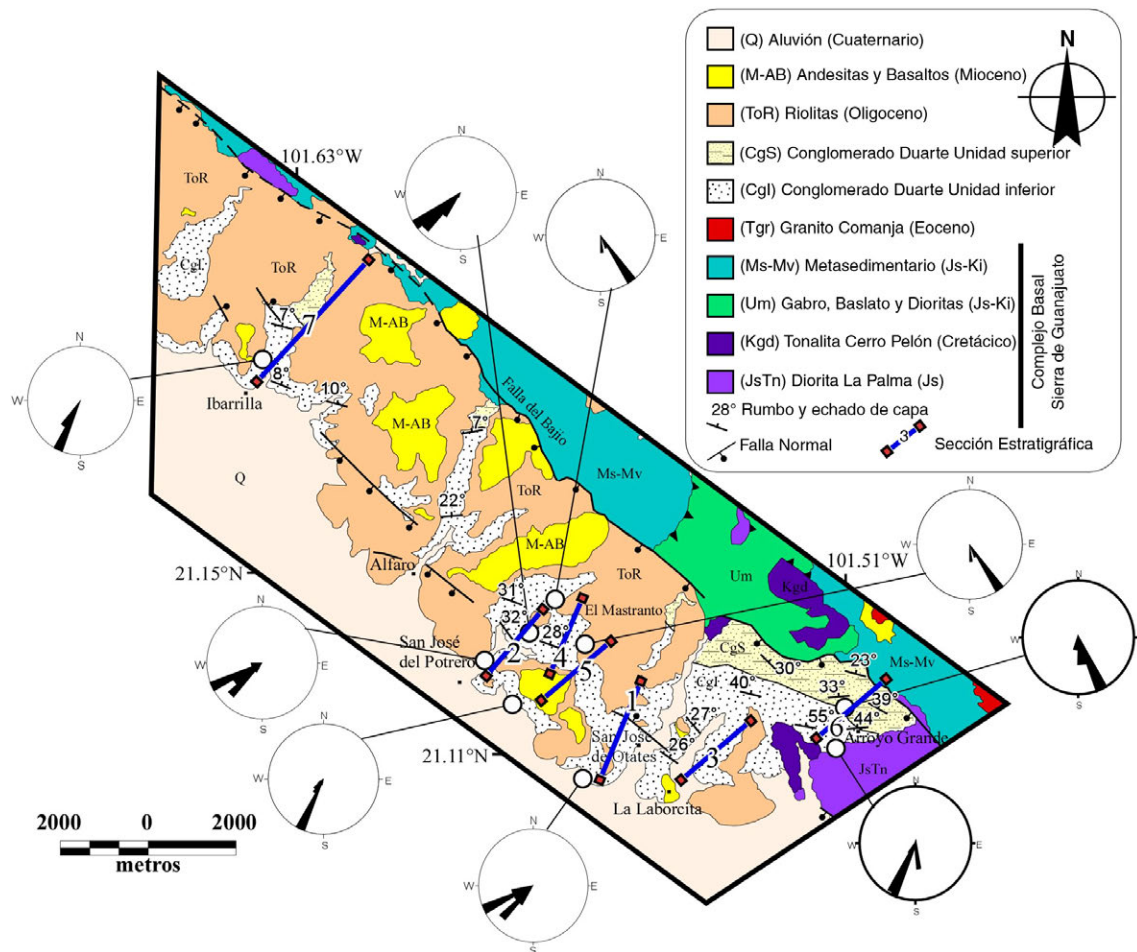 (Q) Aluvión (Cuaternario)
(M-AB) Andesitas y Basaltos (Mioceno)
(ToR) Riolitas (Oligoceno)
(CgS) Conglomerado Duarte Unidad superior
(CgI) Conglomerado Duarte Unidad inferior
(Tgr) Granito Comanja (Eoceno)
(Ms-Mv) Metasedimentario (Js-Ki)
(Um) Gabro, Baslato y Dioritas (Js-Ki)
(Kgd) Tonalita Cerro Pelón (Cretácico)
(JsTn) Diorita La Palma (Js)
Complejo Basal
Sierra de Guanajuato
28° Rumbo y echado de capa
Falla Normal
3
Sección Estratigráfica
N
101.63°W
ToR
CgI
ToR
7°
7
8°
10°
Ibarrilla
M-AB
M-AB
Falla del Bajío
7°
Ms-Mv
Q
22°
ToR
M-AB
Alfaro
21.15°N
ToR
Um
Kgd
101.51°W
31°
32°
28°
El Mastranto
2
4
5
San José
del Potrero
CgS
30°
23°
Ms-Mv
CgI
40°
33°
39°
55°
44°
6
Arroyo Grande
JsTn
1
27°
26°
3
San José
de Otates
21.11°N
La Laborcita
2000
0
2000
metros
N
W
E
S
N
W
E
S
N
W
E
S
N
W
E
S
N
W
E
S
N
W
E
S
N
W
E
S
N
W
E
S
N
W
E
S